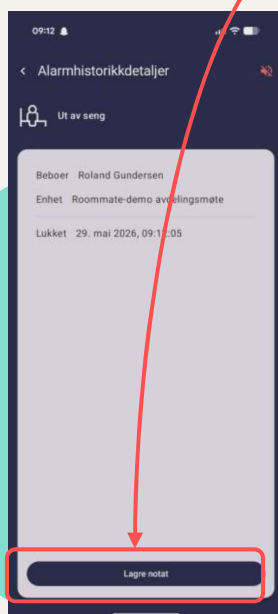 09:12
Alarmhistorikkdetaljer
Ut av seng
Beboer Roland Gundersen
Enhet Roommate-demo avdelingsmøte
Lukket 29. mai 2026, 09:12:05
Lagre notat